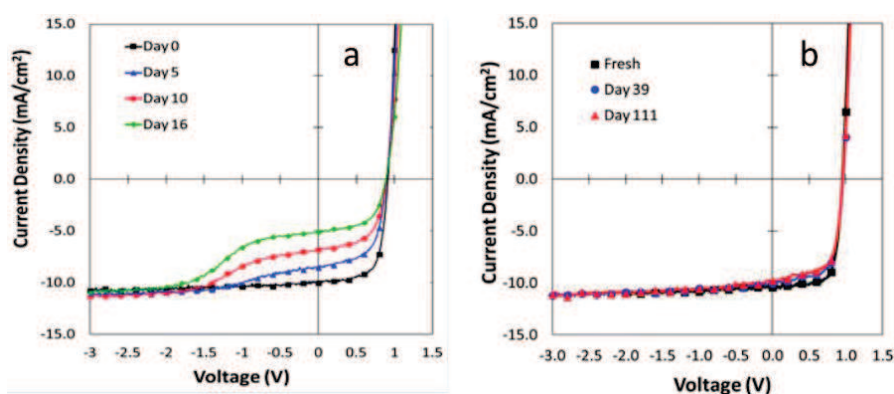 a
Day 0
Day 5
Day 10
Day 16
Current Density (mA/cm²)
15.0
10.0
5.0
0.0
-5.0
-10.0
-15.0
-3 -2.5 -2 -1.5 -1 -0.5 0 0.5 1 1.5
Voltage (V)
b
Fresh
Day 39
Day 111
Current Density (mA/cm²)
15.0
10.0
5.0
0.0
-5.0
-10.0
-15.0
-3.0 -2.5 -2.0 -1.5 -1.0 -0.5 0.0 0.5 1.0 1.5
Voltage (V)